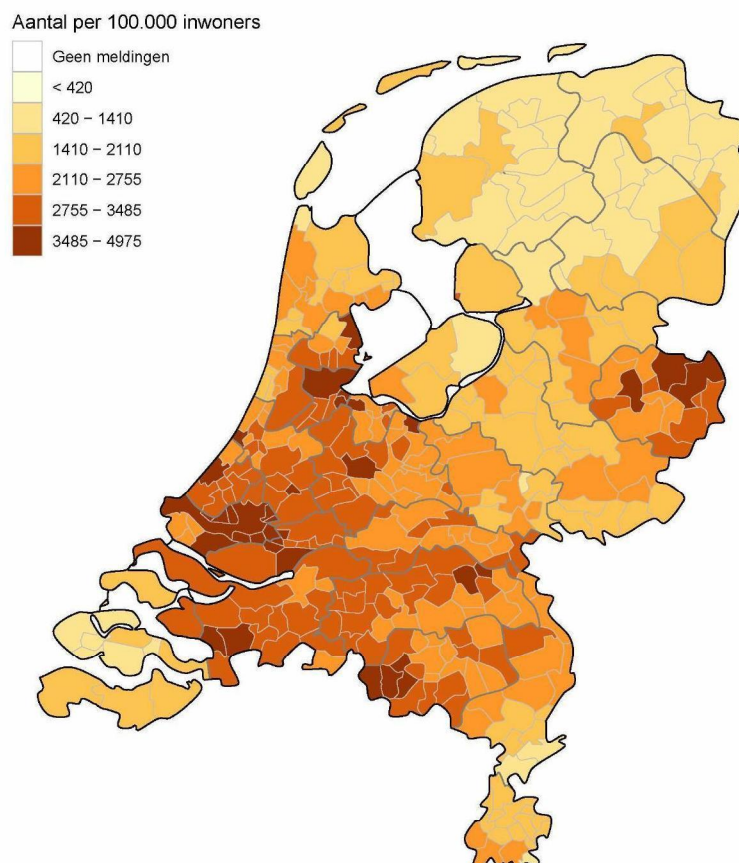 Aantal per 100.000 inwoners
Geen meldingen
< 420
420 – 1410
1410 – 2110
2110 – 2755
2755 – 3485
3485 – 4975